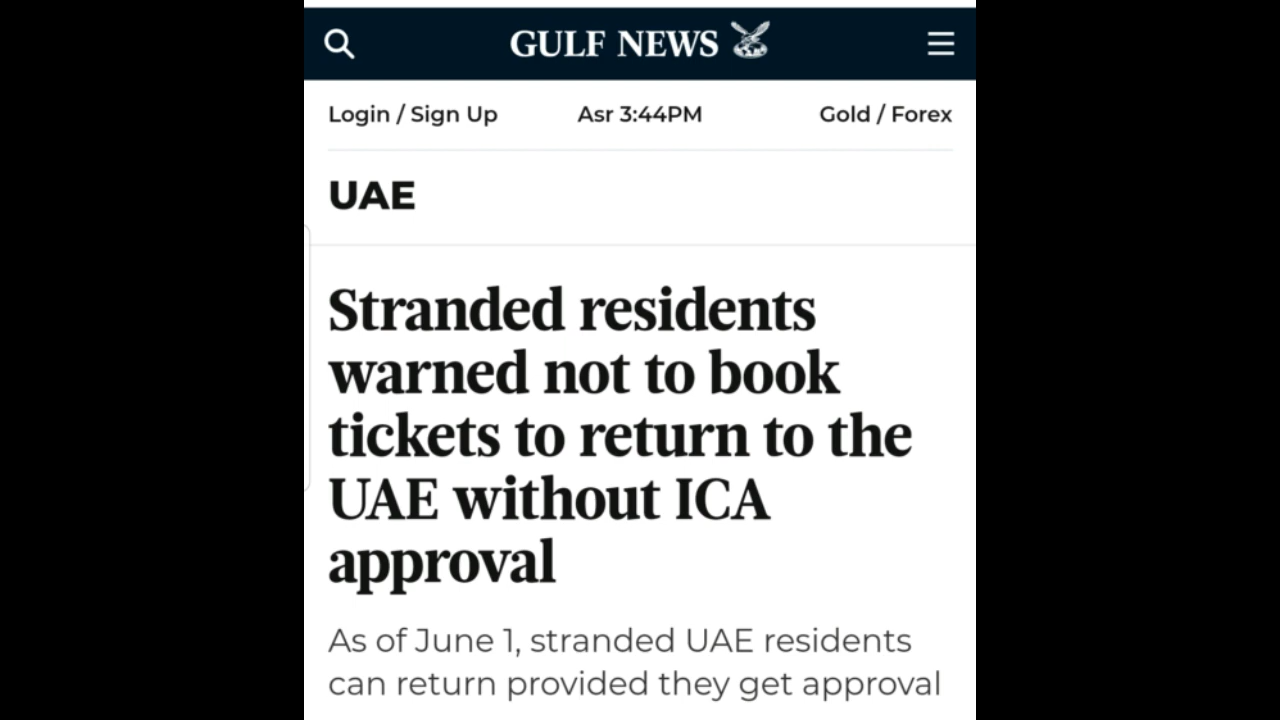 GULF NEWS
Login / Sign Up Asr 3:44PM Gold / Forex
UAE
Stranded residents
warned not to book
tickets to return to the
UAE without ICA
approval
As of June 1, stranded UAE residents
can return provided they get approval